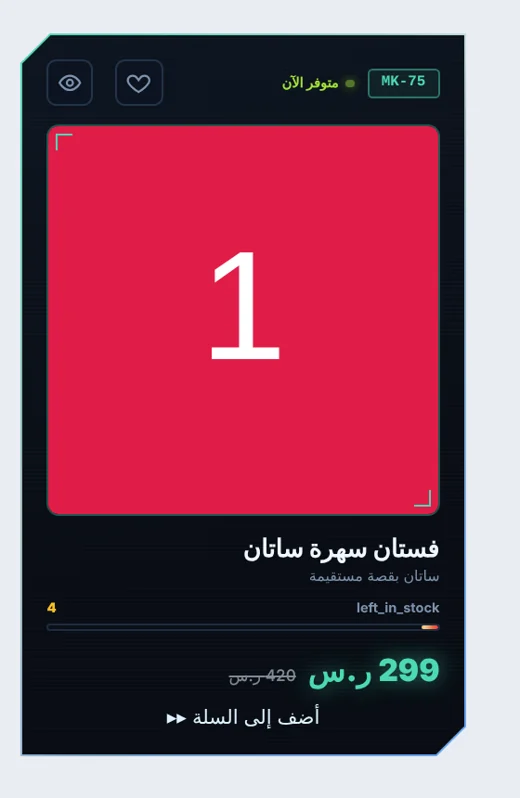 MK-75 متوفر الآن
1
فستان سهرة ساتان
ساتان بقصة مستقيمة
left_in_stock 4
299 ر.س 420 ر.س
أضف إلى السلة ▸▸